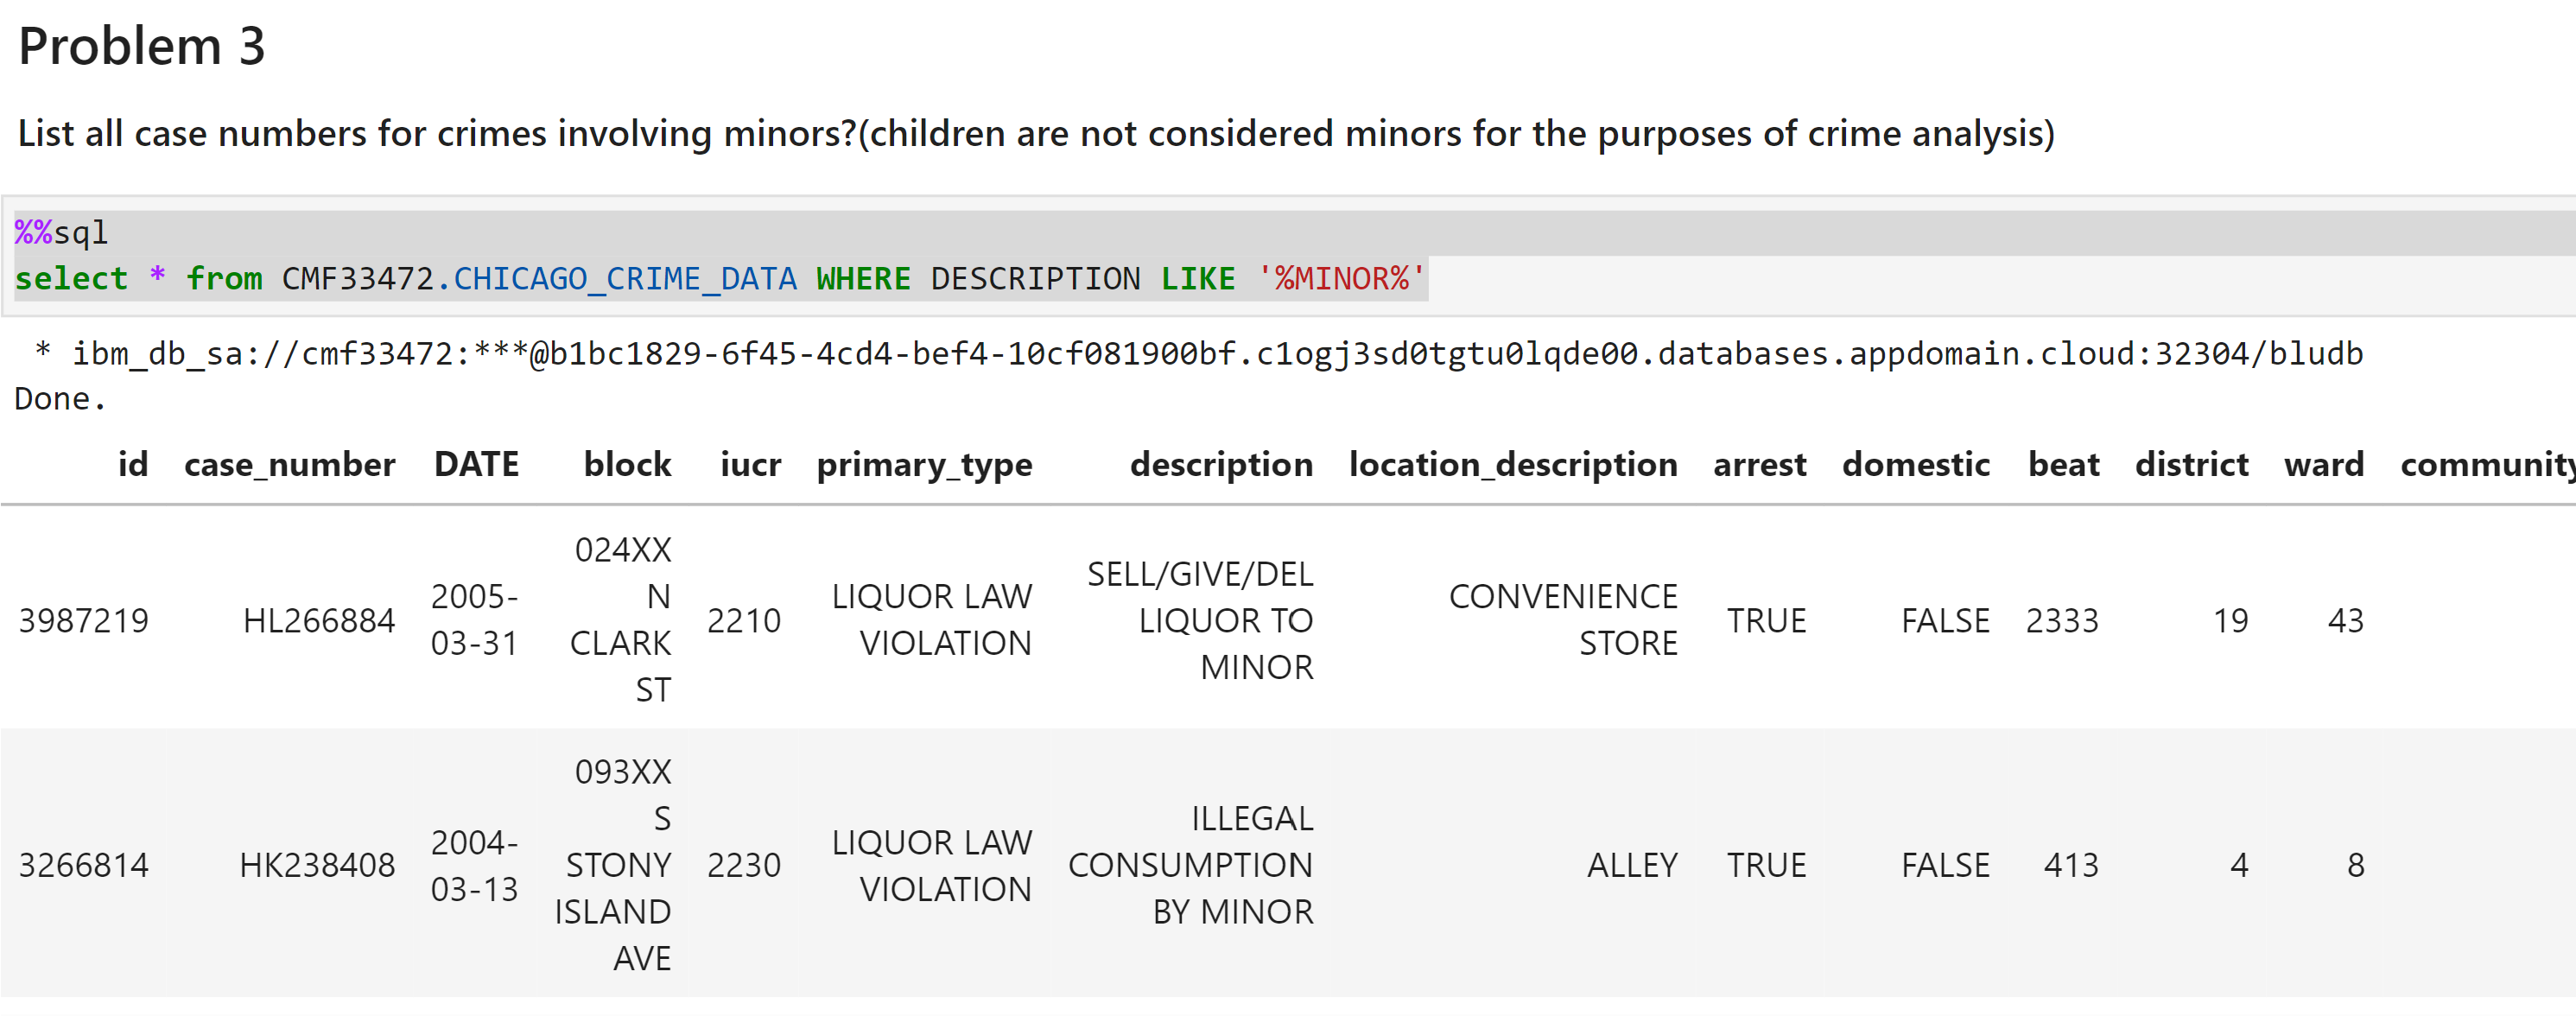 Problem 3
List all case numbers for crimes involving minors?(children are not considered minors for the purposes of crime analysis)
%%sql
select * from CMF33472.CHICAGO_CRIME_DATA WHERE DESCRIPTION LIKE '%MINOR%'
* ibm_db_sa://cmf33472:***@b1bc1829-6f45-4cd4-bef4-10cf081900bf.c1ogj3sd0tgtu0lqde00.databases.appdomain.cloud:32304/bludb
Done.
id case_number DATE block iucr primary_type description location_description arrest domestic beat district ward community
3987219 HL266884 2005-03-31 024XX N CLARK ST 2210 LIQUOR LAW VIOLATION SELL/GIVE/DEL LIQUOR TO MINOR CONVENIENCE STORE TRUE FALSE 2333 19 43
3266814 HK238408 2004-03-13 093XX S STONY ISLAND AVE 2230 LIQUOR LAW VIOLATION ILLEGAL CONSUMPTION BY MINOR ALLEY TRUE FALSE 413 4 8